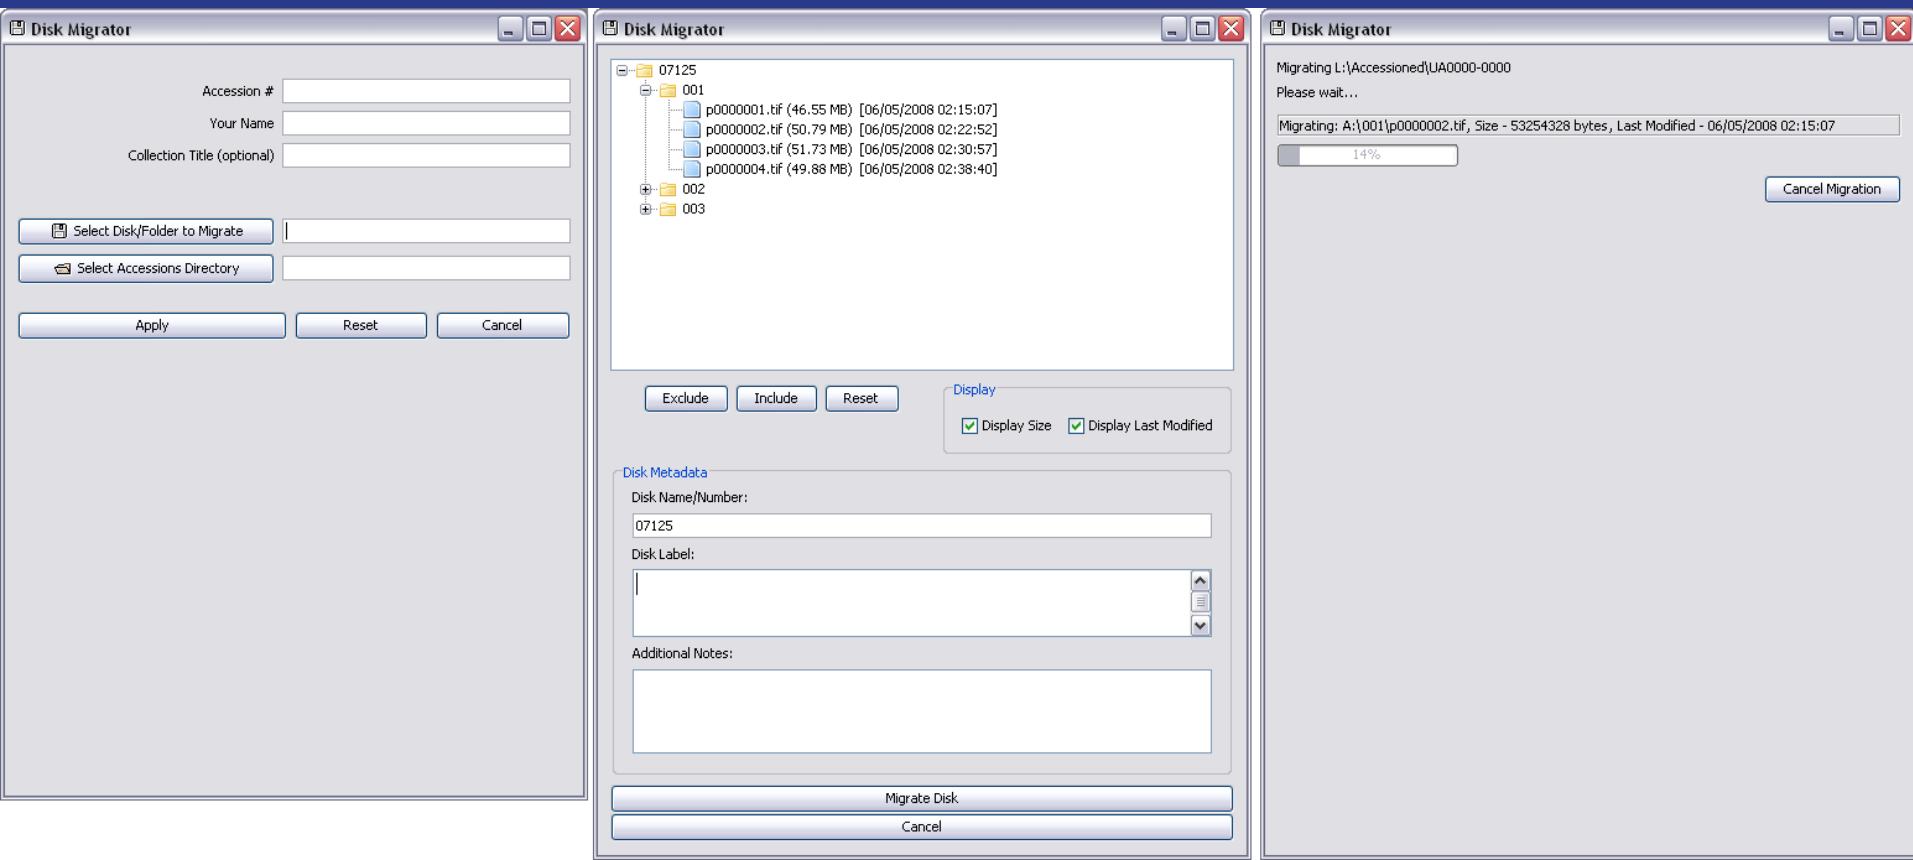 Disk Migrator
Accession #
Your Name
Collection Title (optional)
Select Disk/Folder to Migrate
Select Accessions Directory
Apply Reset Cancel
Disk Migrator
07125
001
p0000001.tif (46.55 MB) [06/05/2008 02:15:07]
p0000002.tif (50.79 MB) [06/05/2008 02:22:52]
p0000003.tif (51.73 MB) [06/05/2008 02:30:57]
p0000004.tif (49.88 MB) [06/05/2008 02:38:40]
002
003
Exclude Include Reset
Display
Display Size Display Last Modified
Disk Metadata
Disk Name/Number:
07125
Disk Label:
Additional Notes:
Migrate Disk
Cancel
Disk Migrator
Migrating L:\Accessioned\UA0000-0000
Please wait...
Migrating: A:\001\p0000002.tif, Size - 53254328 bytes, Last Modified - 06/05/2008 02:15:07
14%
Cancel Migration